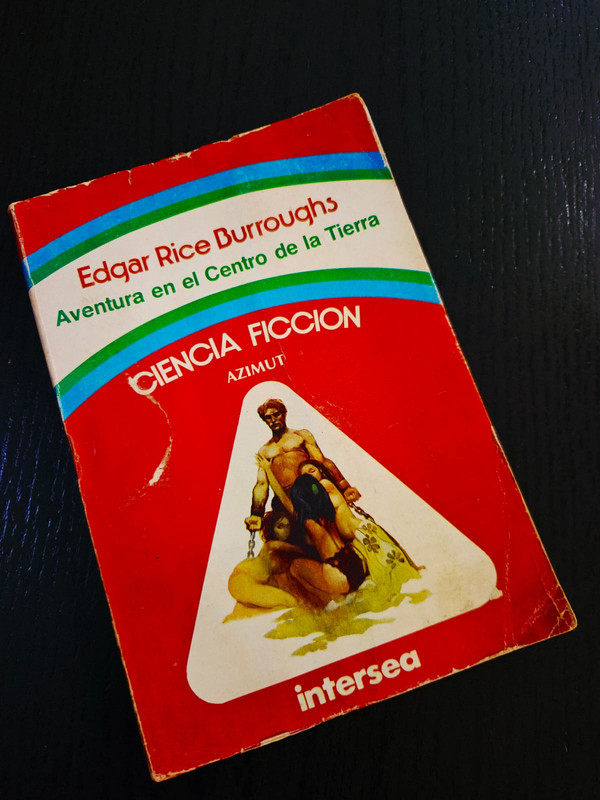 Edgar Rice Burroughs
Aventura en el Centro de la Tierra
CIENCIA FICCION
AZIMUT
intersea